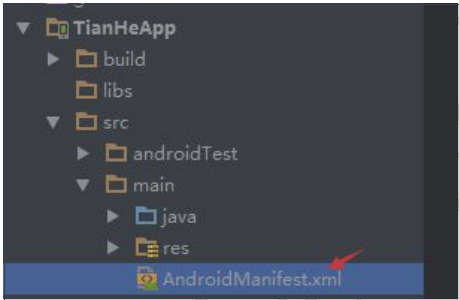 TianHeApp
build
libs
src
androidTest
main
java
res
AndroidManifest.xml